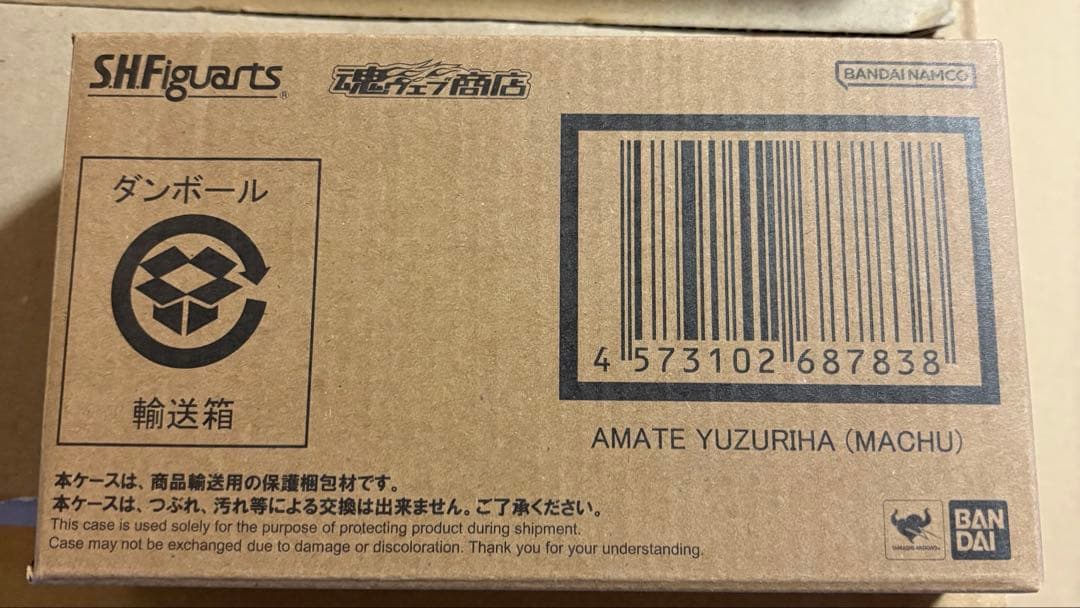 S.H.Figuarts®
魂ウェブ商店
BANDAI NAMCO
ダンボール
輸送箱
4 573102 687838
AMATE YUZURIHA (MACHU)
本ケースは、商品輸送用の保護梱包材です。
本ケースは、つぶれ、汚れ等による交換は出来ません。ご了承ください。
This case is used solely for the purpose of protecting product during shipment.
Case may not be exchanged due to damage or discoloration. Thank you for your understanding.
TAMASHII NATIONS
BAN
DAI